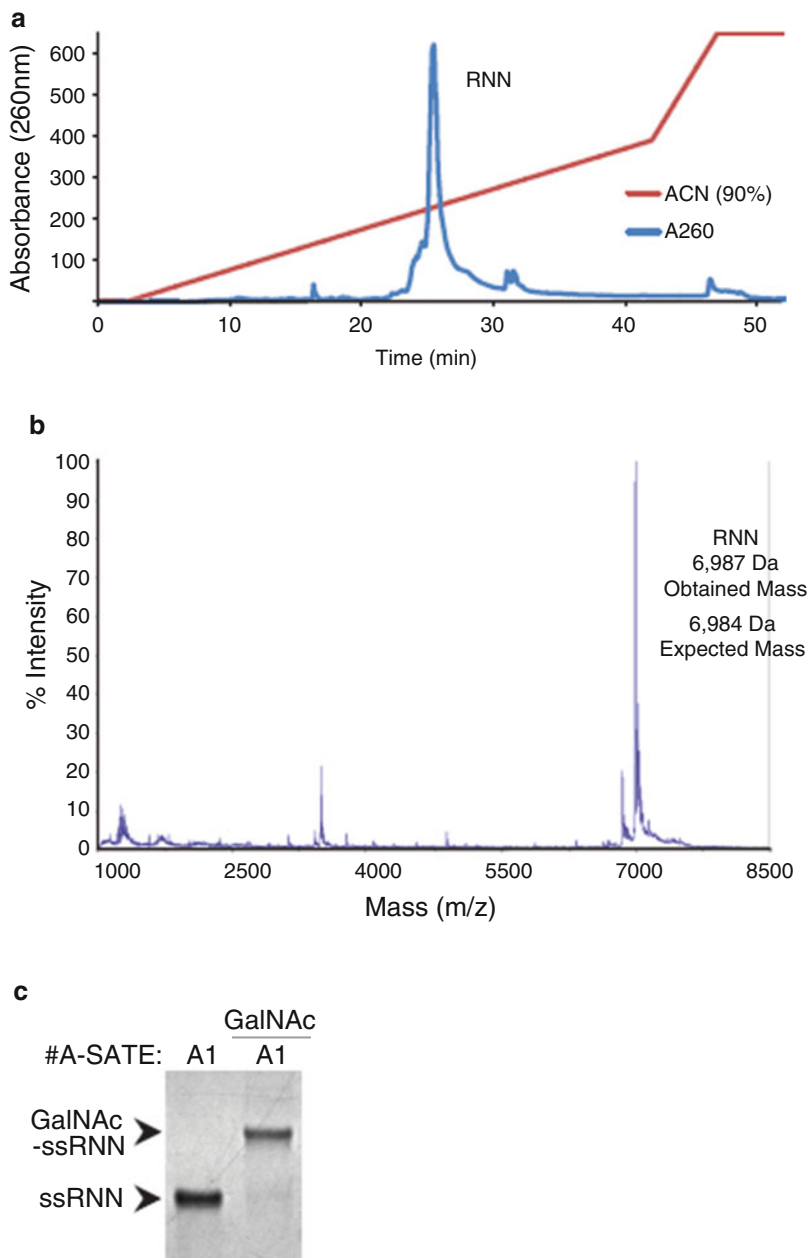 a
Absorbance (260nm)
600
500
400
300
200
100
RNN
ACN (90%)
A260
0 10 20 30 40 50
Time (min)
b
% Intensity
100
90
80
70
60
50
40
30
20
10
0
RNN
6,987 Da
Obtained Mass
6,984 Da
Expected Mass
1000 2500 4000 5500 7000 8500
Mass (m/z)
c
GalNAc
#A-SATE: A1 A1
GalNAc
-ssRNN
ssRNN